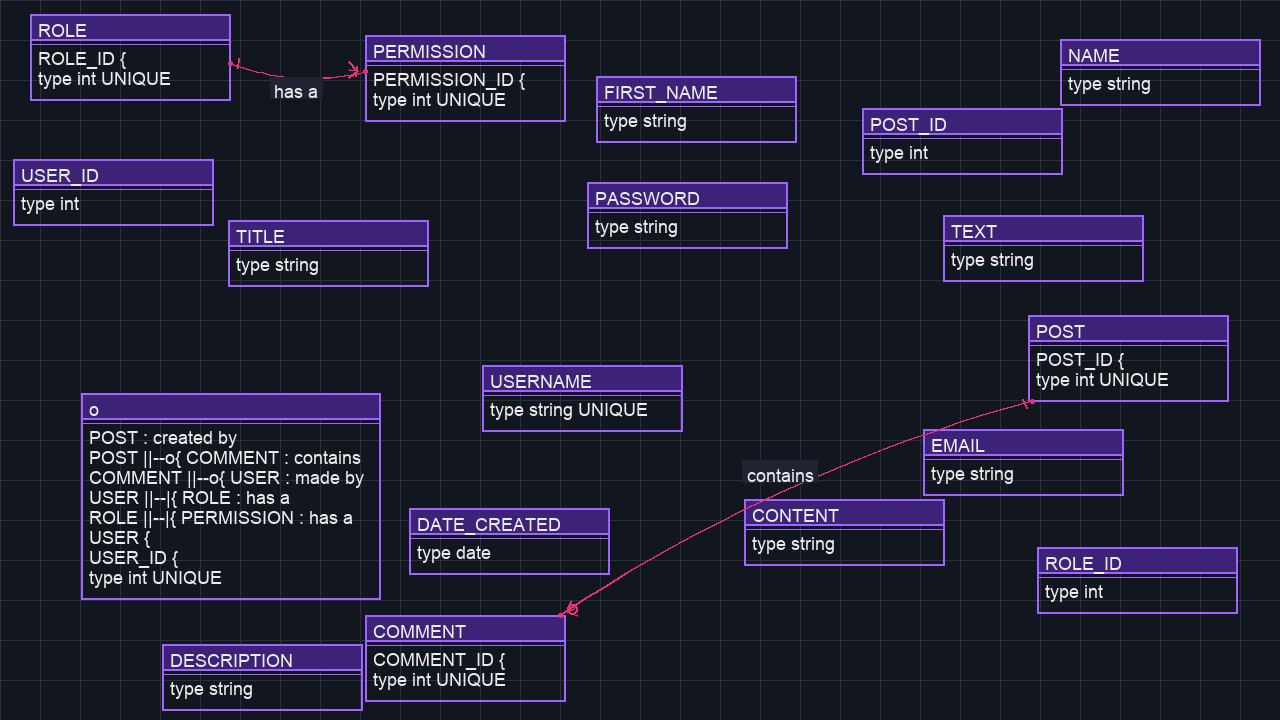 ROLE
ROLE_ID {
type int UNIQUE
has a
PERMISSION
PERMISSION_ID {
type int UNIQUE
FIRST_NAME
type string
NAME
type string
POST_ID
type int
USER_ID
type int
TITLE
type string
PASSWORD
type string
TEXT
type string
POST
POST_ID {
type int UNIQUE
USERNAME
type string UNIQUE
o
POST : created by
POST ||--o{ COMMENT : contains
COMMENT ||--o{ USER : made by
USER ||--|{ ROLE : has a
ROLE ||--|{ PERMISSION : has a
USER {
USER_ID {
type int UNIQUE
EMAIL
type string
contains
CONTENT
type string
DATE_CREATED
type date
ROLE_ID
type int
COMMENT
COMMENT_ID {
type int UNIQUE
DESCRIPTION
type string